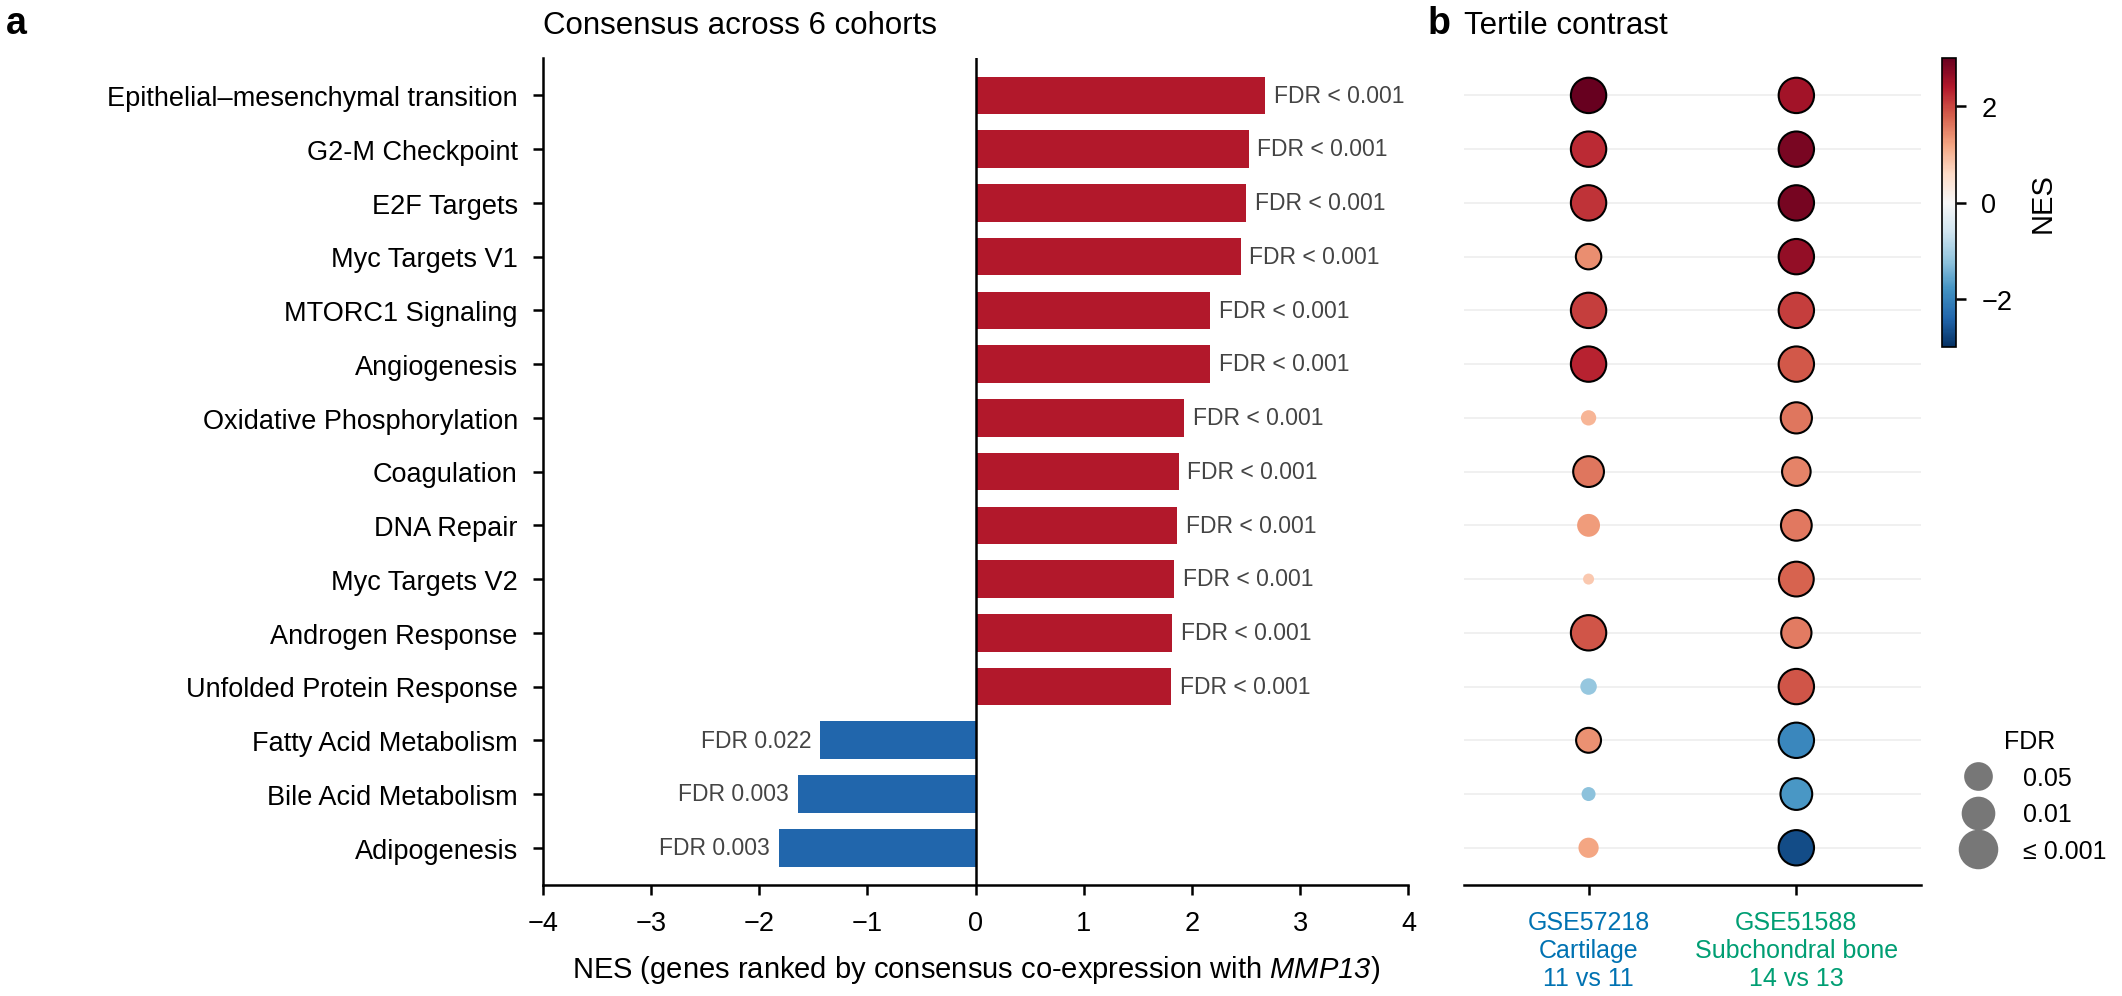 a
Consensus across 6 cohorts
Epithelial–mesenchymal transition
FDR < 0.001
G2-M Checkpoint
FDR < 0.001
E2F Targets
FDR < 0.001
Myc Targets V1
FDR < 0.001
MTORC1 Signaling
FDR < 0.001
Angiogenesis
FDR < 0.001
Oxidative Phosphorylation
FDR < 0.001
Coagulation
FDR < 0.001
DNA Repair
FDR < 0.001
Myc Targets V2
FDR < 0.001
Androgen Response
FDR < 0.001
Unfolded Protein Response
FDR < 0.001
Fatty Acid Metabolism
FDR 0.022
Bile Acid Metabolism
FDR 0.003
Adipogenesis
FDR 0.003
−4 −3 −2 −1 0 1 2 3 4
NES (genes ranked by consensus co-expression with MMP13)
b
Tertile contrast
2
0
−2
NES
FDR
0.05
0.01
≤ 0.001
GSE57218
Cartilage
11 vs 11
GSE51588
Subchondral bone
14 vs 13